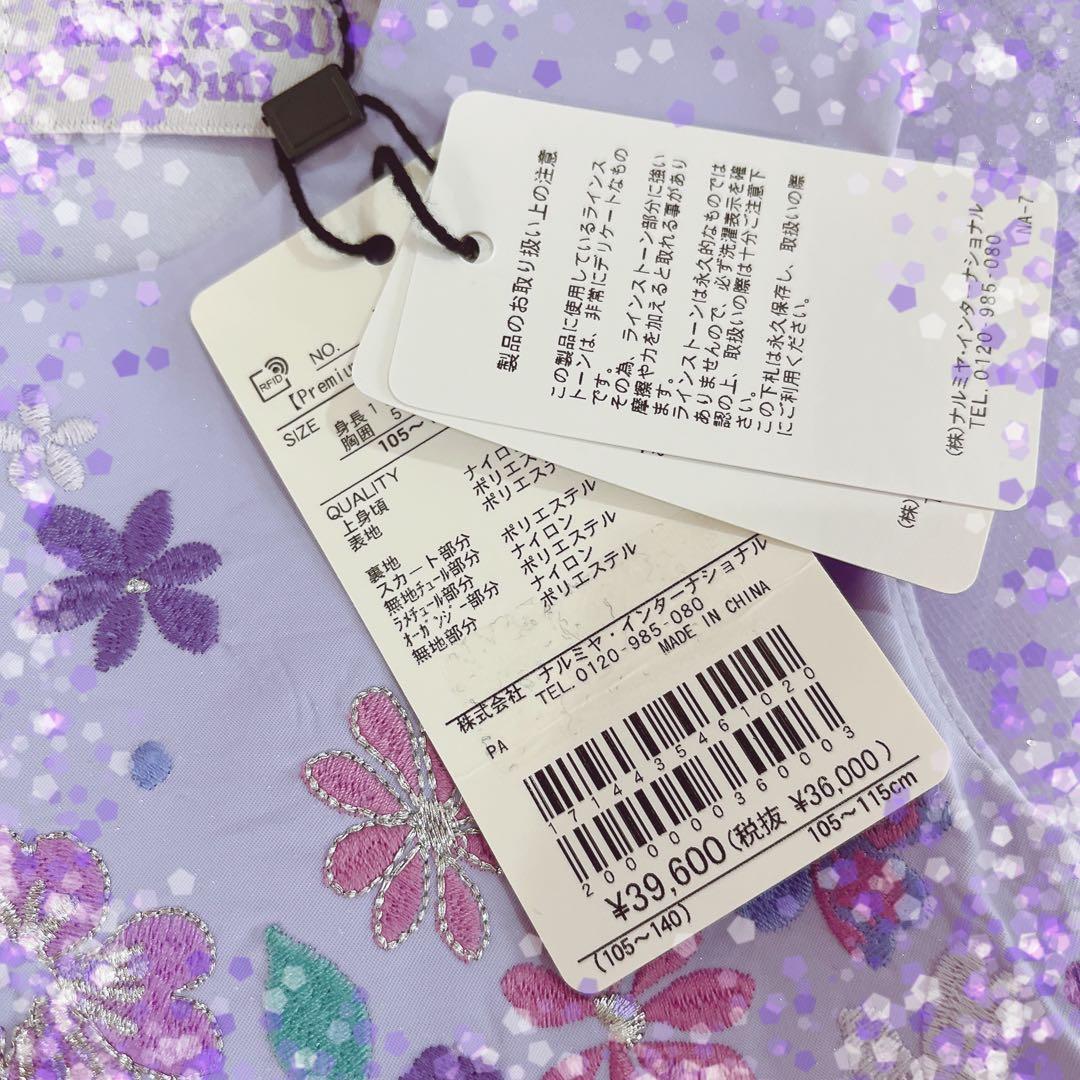 Mini
製品のお取り扱い上の注意
この製品に使用しているラインス
トーンは、非常にデリケートなもの
です。
その為、ラインストーン部分に強い
摩擦や力を加えると取れる事があり
ます。
ラインストーンは永久的なものでは
ありませんので、必ず洗濯表示を確
認の上、取扱いの際は十分ご注意下
さい。
この下札は永久保存し、取扱いの際
にご利用ください。
(株)ナルミヤ・インターナショナル
TEL.0120-985-080
NA-7
(株)
RFID
NO.
【Premium
SIZE 身長1
胸囲 5
105～
QUALITY
上身頃 ナイロ
表地 ポリエス
ポリエステ
裏地
スカート部分 ポリエステル
無地チュール部分 ナイロン
ラメチュール部分 ポリエステル
オーガンジー部分 ナイロン
無地部分 ポリエステル
株式会社 ナルミヤ・インターナショナル
TEL.0120-985-080
MADE IN CHINA
PA
171435461020
2000003600003
¥39,600(税抜 ¥36,000)
105～115cm
(105～140)